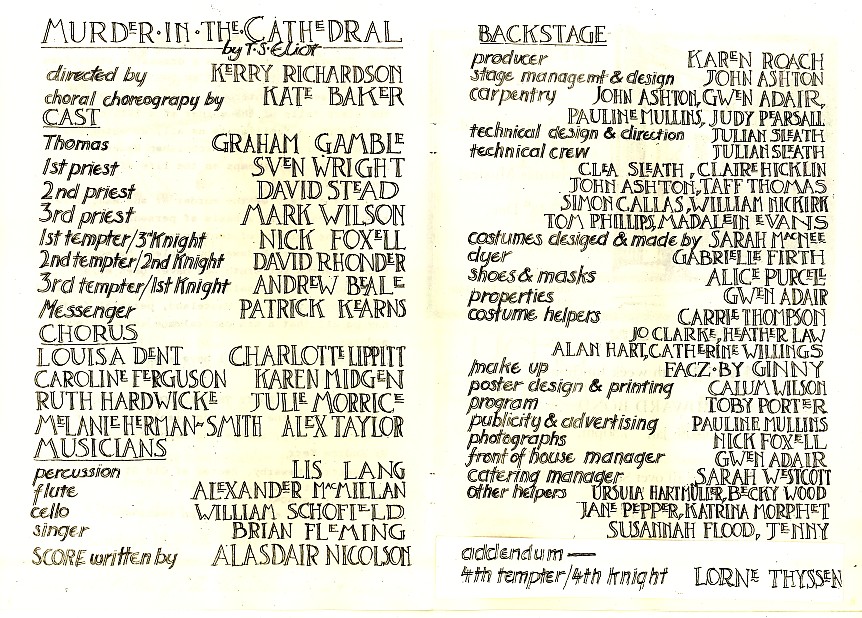 MURDER·IN·THE·CATHEDRAL
by T.S. ELIOT
directed by KERRY RICHARDSON
choral choreograpy by KATE BAKER
CAST
Thomas GRAHAM GAMBLE
1st priest SVEN WRIGHT
2nd priest DAVID STEAD
3rd priest MARK WILSON
1st tempter/3rd Knight NICK FOXELL
2nd tempter/2nd Knight DAVID RHONDER
3rd tempter/1st Knight ANDREW BEALE
Messenger PATRICK KEARNS
CHORUS
LOUISA DENT CHARLOTTE LIPPITT
CAROLINE FERGUSON KAREN MIDGEN
RUTH HARDWICKE JULIE MORRICE
MELANIE HERMAN~SMITH ALEX TAYLOR
MUSICIANS
percussion LIS LANG
flute ALEXANDER McMILLAN
cello WILLIAM SCHOFIELD
singer BRIAN FLEMING
SCORE written by ALASDAIR NICOLSON
BACKSTAGE
producer KAREN ROACH
stage managemt & design JOHN ASHTON
carpentry JOHN ASHTON, GWEN ADAIR,
PAULINE MULLINS, JUDY PEARSALL
technical design & direction JULIAN SLEATH
technical crew JULIAN SLEATH
CLEA SLEATH, CLAIRE HICKLIN
JOHN ASHTON, TAFF THOMAS
SIMON CALLAS, WILLIAM NICKIRK
TOM PHILLIPS, MADALEIN EVANS
costumes desiged & made by SARAH MacNEE
dyer GABRIELLE FIRTH
shoes & masks ALICE PURCELL
properties GWEN ADAIR
costume helpers CARRIE THOMPSON
JO CLARKE, HEATHER LAW
ALAN HART, CATHERINE WILLINGS
make up FACZ·BY GINNY
poster design & printing CALUM WILSON
program TOBY PORTER
publicity & advertising PAULINE MULLINS
photographs NICK FOXELL
front of house manager GWEN ADAIR
catering manager SARAH WESTCOTT
other helpers URSULA HARTMULLER, BECKY WOOD
JANE PEPPER, KATRINA MORPHET
SUSANNAH FLOOD, JENNY
addendum —
4th tempter/4th knight LORNE THYSSEN